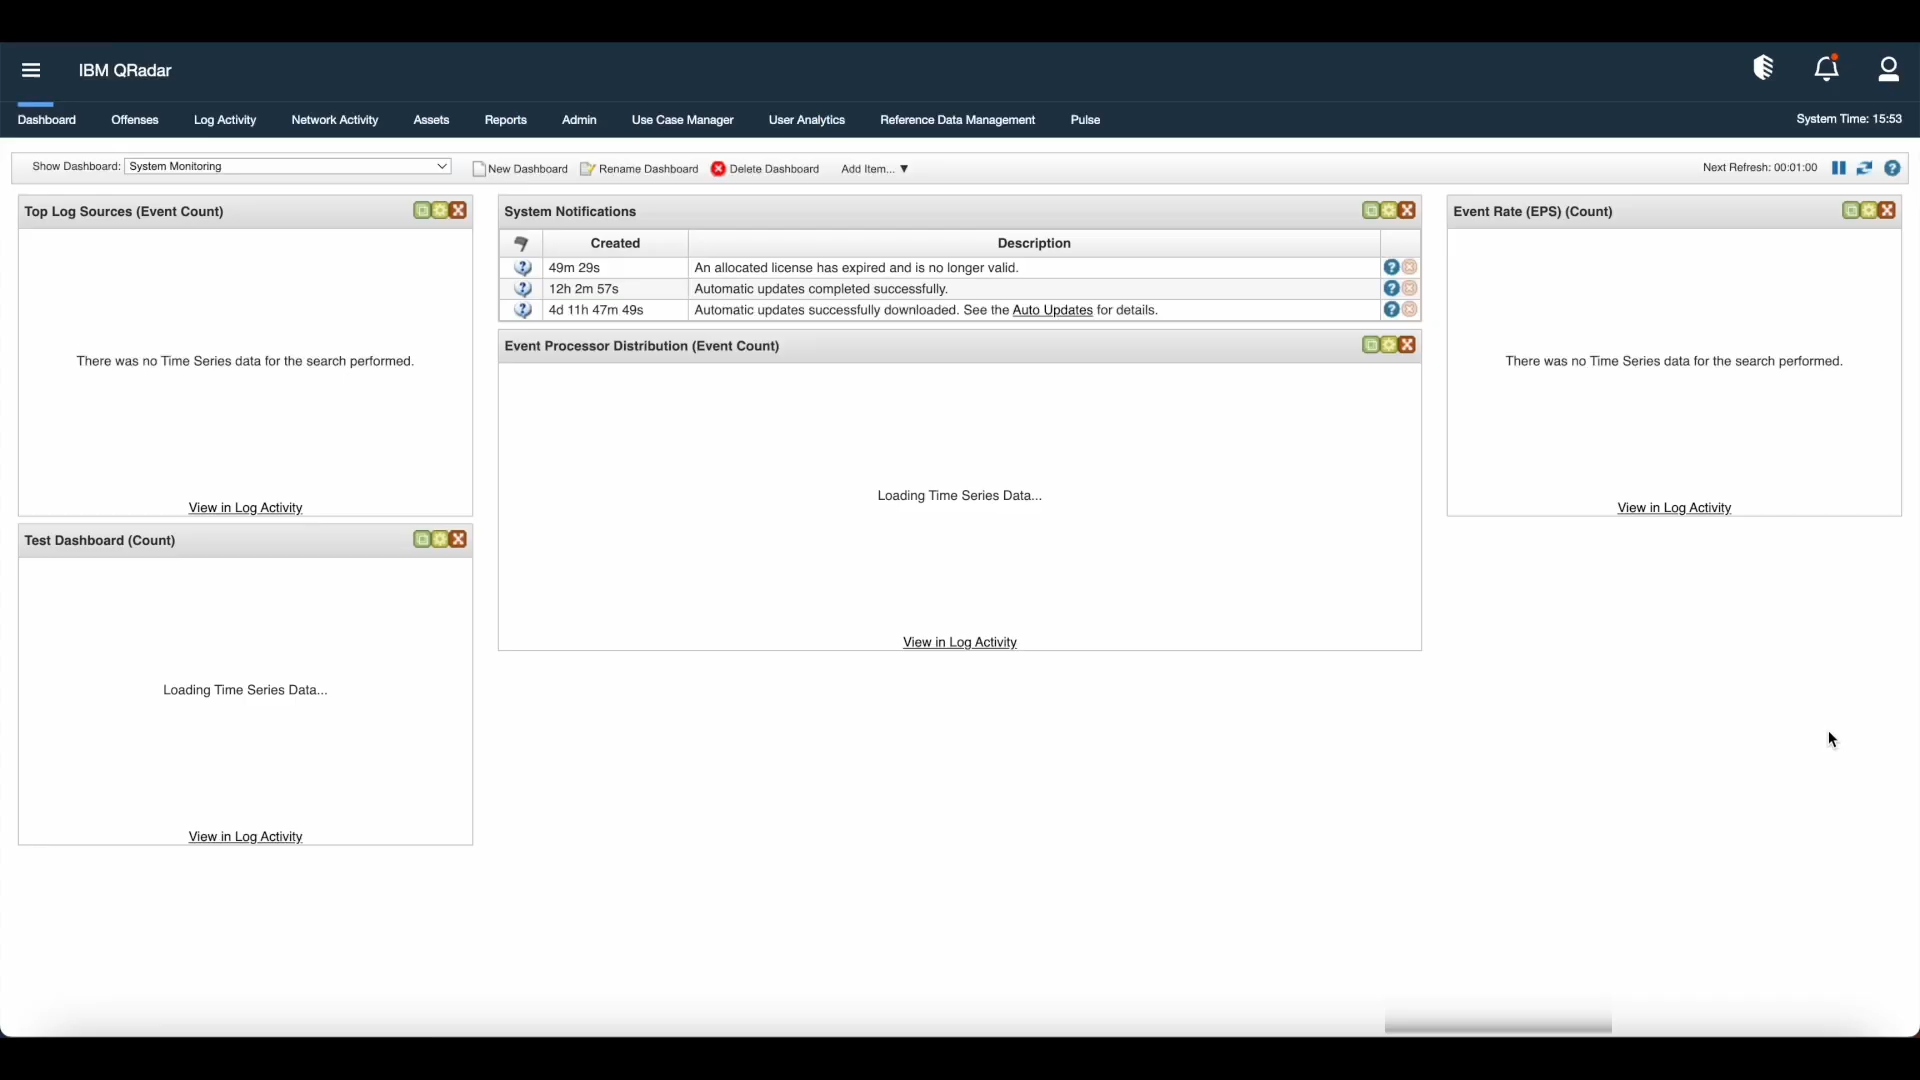 IBM QRadar
Dashboard Offenses Log Activity Network Activity Assets Reports Admin Use Case Manager User Analytics Reference Data Management Pulse System Time: 15:53
Show Dashboard: System Monitoring New Dashboard Rename Dashboard Delete Dashboard Add Item... ▼ Next Refresh: 00:01:00
Top Log Sources (Event Count)
There was no Time Series data for the search performed.
View in Log Activity
Test Dashboard (Count)
Loading Time Series Data...
View in Log Activity
System Notifications
Created Description
49m 29s An allocated license has expired and is no longer valid.
12h 2m 57s Automatic updates completed successfully.
4d 11h 47m 49s Automatic updates successfully downloaded. See the Auto Updates for details.
Event Processor Distribution (Event Count)
Loading Time Series Data...
View in Log Activity
Event Rate (EPS) (Count)
There was no Time Series data for the search performed.
View in Log Activity